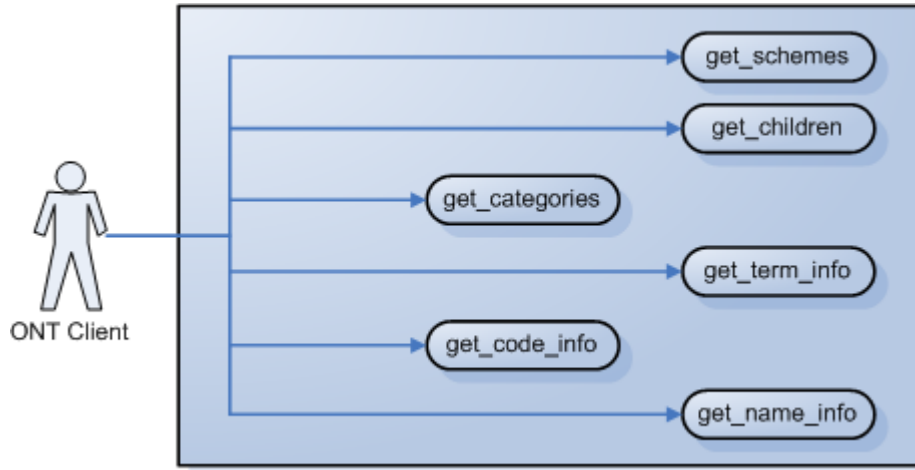 get_schemes
get_children
get_categories
get_term_info
ONT Client
get_code_info
get_name_info